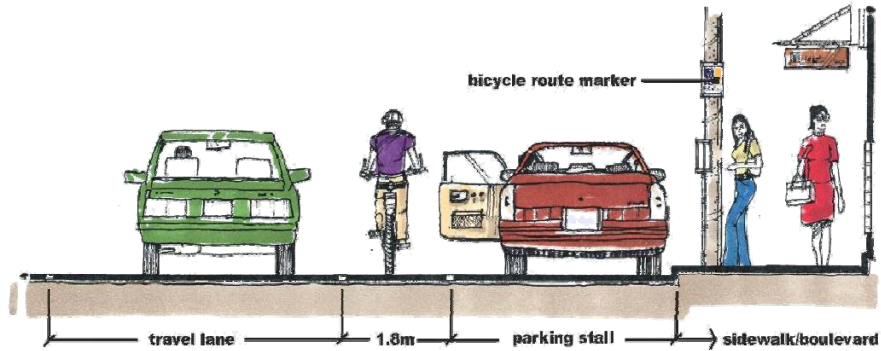 bicycle route marker
travel lane
1.8m
parking stall
sidewalk/boulevard